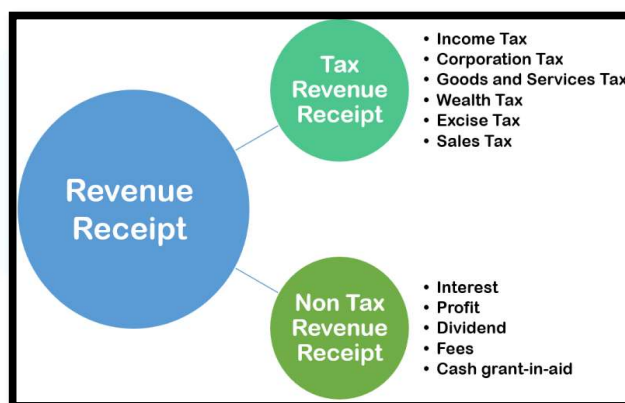 Revenue
Receipt
Tax
Revenue
Receipt
• Income Tax
• Corporation Tax
• Goods and Services Tax
• Wealth Tax
• Excise Tax
• Sales Tax
Non Tax
Revenue
Receipt
• Interest
• Profit
• Dividend
• Fees
• Cash grant-in-aid